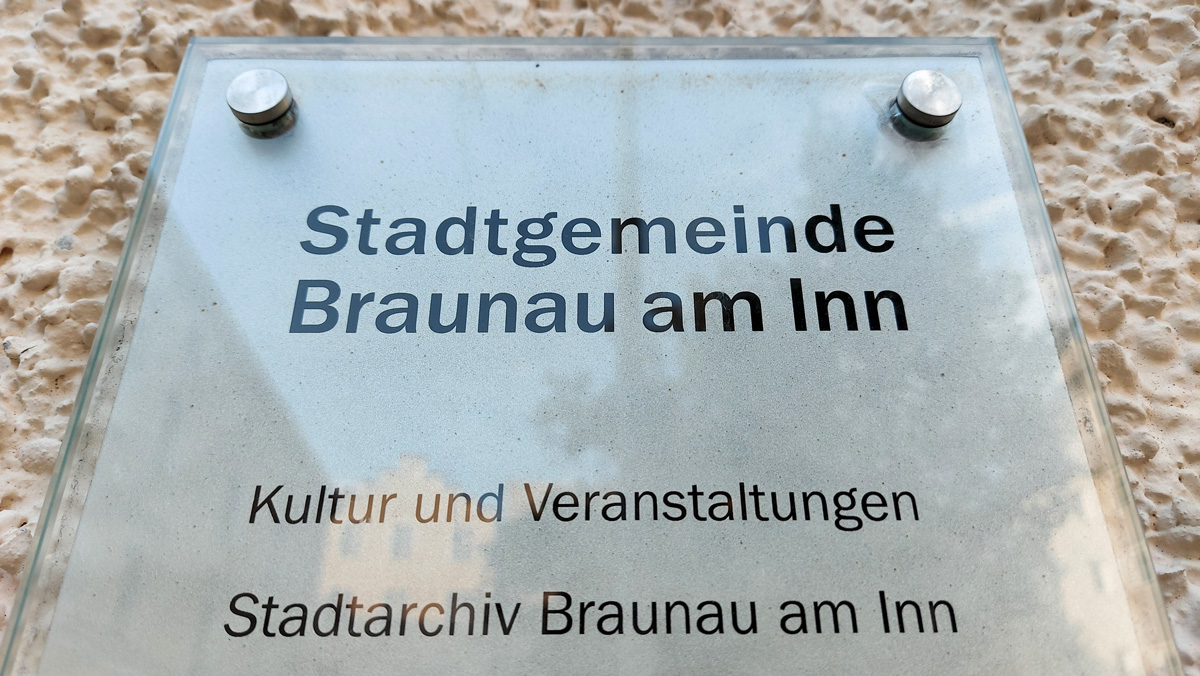 Stadtgemeinde
Braunau am Inn
Kultur und Veranstaltungen
Stadtarchiv Braunau am Inn